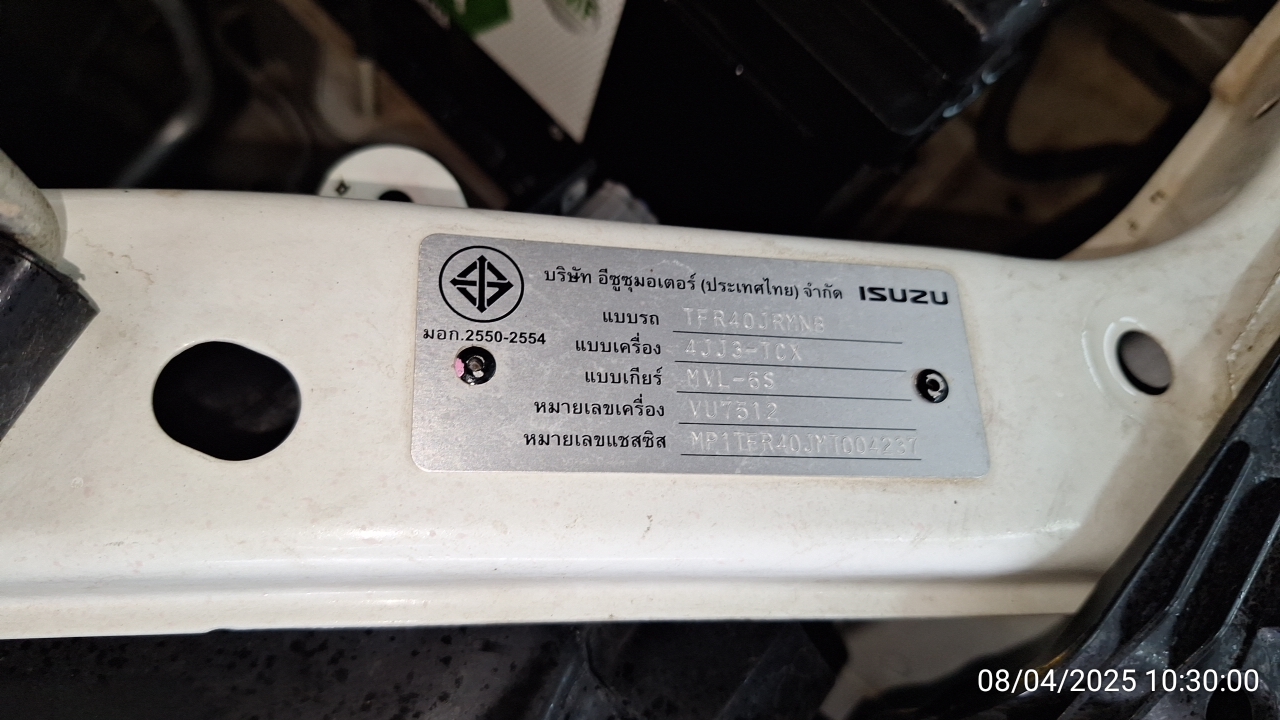 บริษัท อีซูซุมอเตอร์ (ประเทศไทย) จำกัด ISUZU
มอก.2550-2554
แบบรถ TFR40JRMNB
แบบเครื่อง 4JJ3-TCX
แบบเกียร์ MVL-6S
หมายเลขเครื่อง VU7512
หมายเลขแชสซิส MP1TFR40JMT004237
08/04/2025 10:30:00